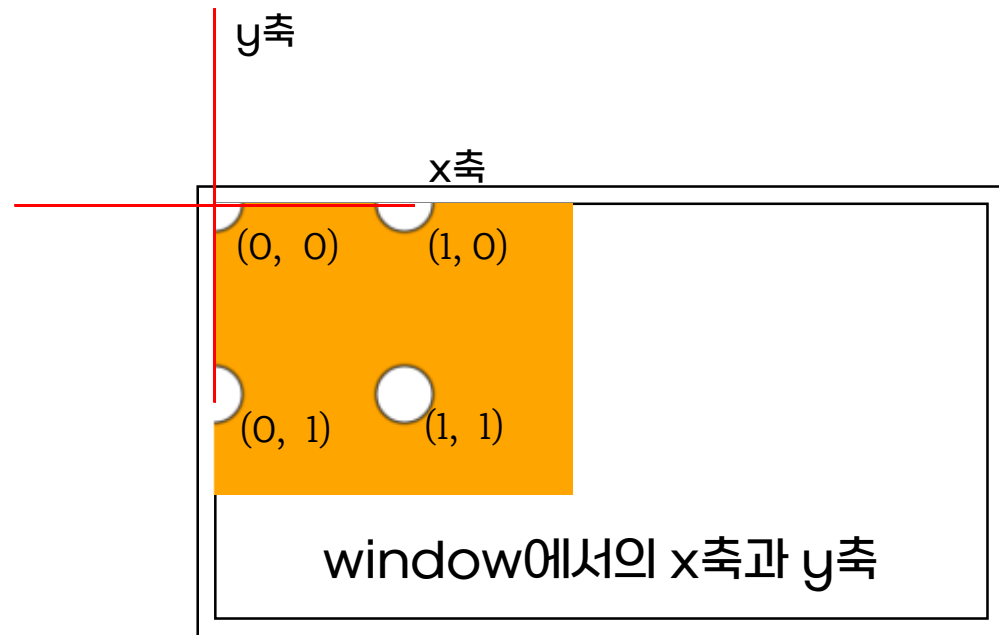 y축
x축
(0, 0) (1, 0)
(0, 1) (1, 1)
window에서의 x축과 y축